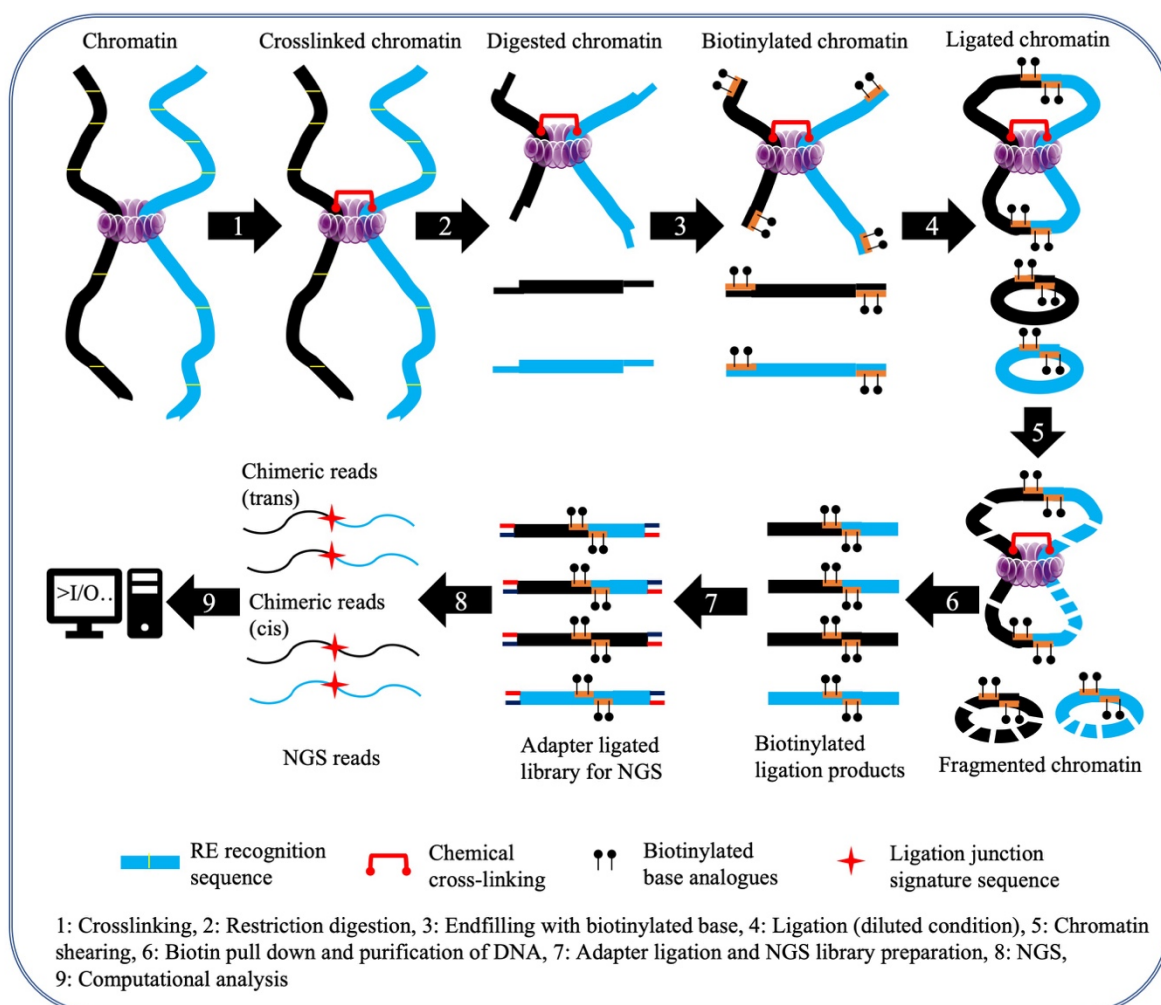 Chromatin
Crosslinked chromatin
Digested chromatin
Biotinylated chromatin
Ligated chromatin
1
2
3
4
5
Chimeric reads
(trans)
>I/O..
9
Chimeric reads
(cis)
8
7
6
NGS reads
Adapter ligated
library for NGS
Biotinylated
ligation products
Fragmented chromatin
RE recognition
sequence
Chemical
cross-linking
Biotinylated
base analogues
Ligation junction
signature sequence
1: Crosslinking, 2: Restriction digestion, 3: Endfilling with biotinylated base, 4: Ligation (diluted condition), 5: Chromatin
shearing, 6: Biotin pull down and purification of DNA, 7: Adapter ligation and NGS library preparation, 8: NGS,
9: Computational analysis